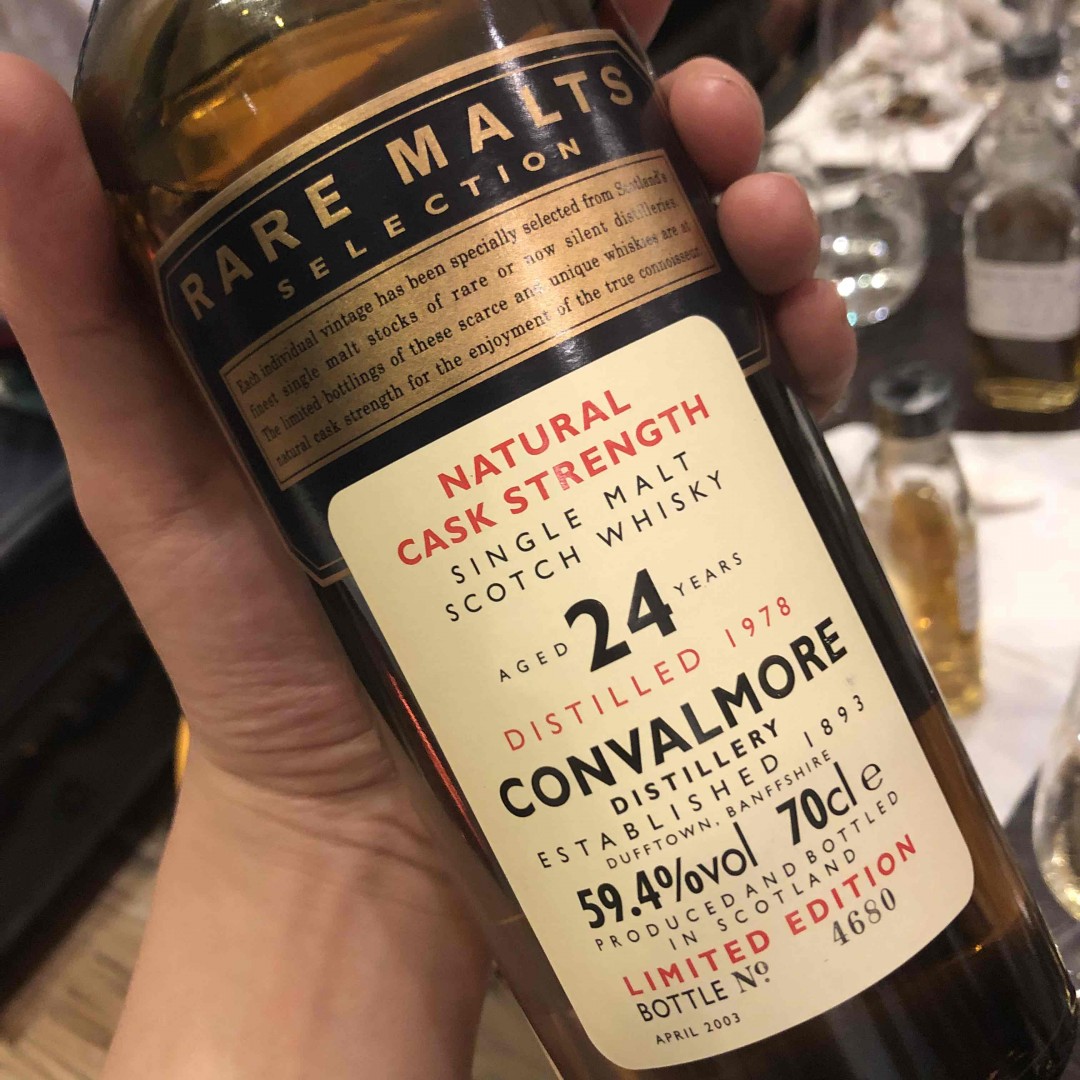 RARE MALTS
SELECTION
Each individual vintage has been specially selected from Scotland's
finest single malt stocks of rare or now silent distilleries.
The limited bottlings of these scarce and unique whiskies are at
natural cask strength for the enjoyment of the true connoisseur.
NATURAL
CASK STRENGTH
SINGLE MALT
SCOTCH WHISKY
AGED 24 YEARS
DISTILLED 1978
CONVALMORE
DISTILLERY
ESTABLISHED 1893
DUFFTOWN, BANFFSHIRE
59.4%vol 70cl e
PRODUCED AND BOTTLED
IN SCOTLAND
LIMITED EDITION
BOTTLE Nº 4680
APRIL 2003